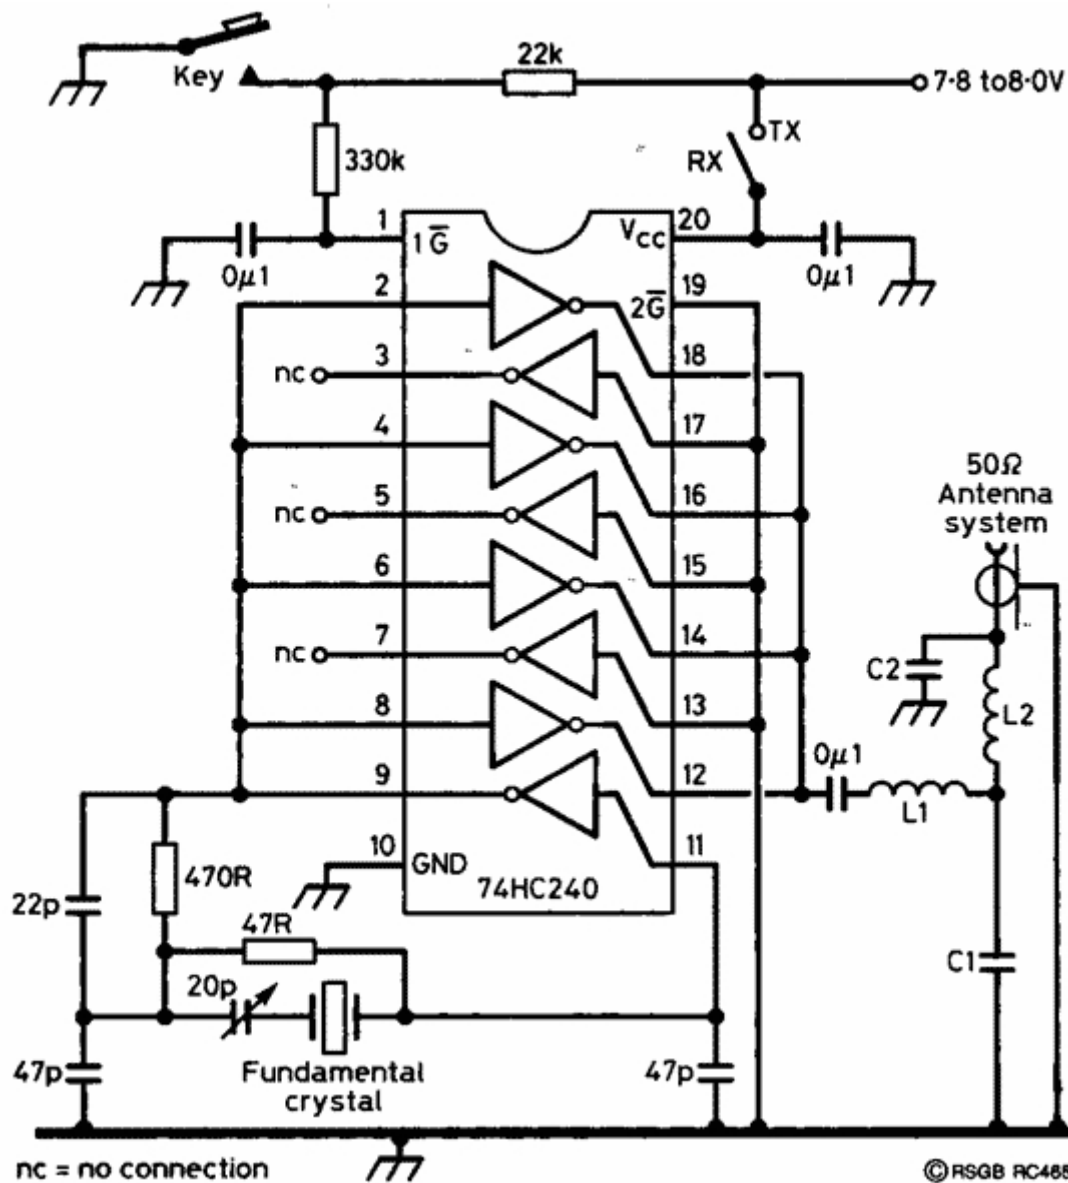 Key
22k
7·8 to 8·0V
TX
RX
330k
1
20
1G̅
VCC
0µ1
0µ1
2
19
2G̅
nc
3
18
4
17
nc
5
16
50Ω
Antenna
system
6
15
nc
7
14
C2
8
13
L2
0µ1
9
12
L1
10
11
GND
470R
74HC240
22p
47R
C1
20p
47p
Fundamental
crystal
47p
nc = no connection
© RSGB RC465